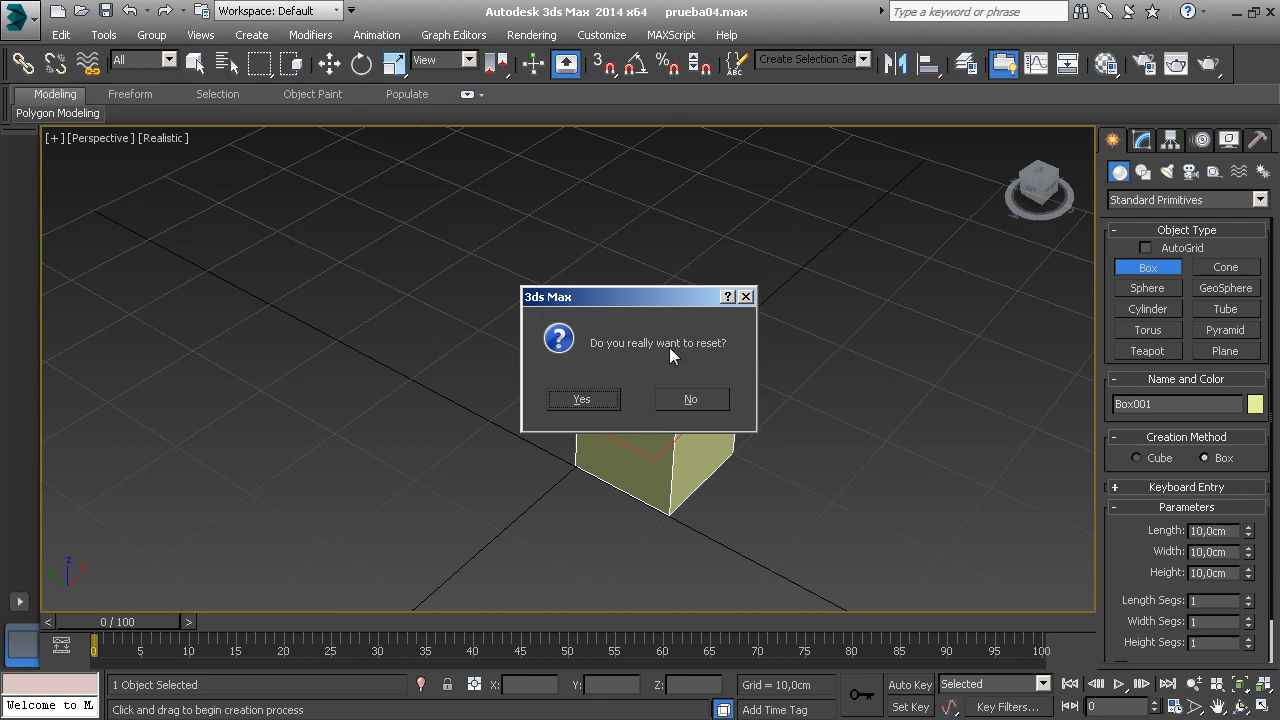 Workspace: Default
Autodesk 3ds Max 2014 x64 prueba04.max
Type a keyword or phrase
Edit Tools Group Views Create Modifiers Animation Graph Editors Rendering Customize MAXScript Help
All
View
Create Selection Se
Modeling Freeform Selection Object Paint Populate
Polygon Modeling
[+] [Perspective ] [Realistic ]
Standard Primitives
- Object Type
AutoGrid
Box Cone
Sphere GeoSphere
Cylinder Tube
Torus Pyramid
Teapot Plane
- Name and Color
Box001
- Creation Method
Cube Box
+ Keyboard Entry
- Parameters
Length: 10,0cm
Width: 10,0cm
Height: 10,0cm
Length Segs: 1
Width Segs: 1
Height Segs: 1
3ds Max
Do you really want to reset?
Yes No
z
< 0 / 100 >
0 5 10 15 20 25 30 35 40 45 50 55 60 65 70 75 80 85 90 95 100
1 Object Selected X: Y: Z: Grid = 10,0cm Auto Key Selected
Welcome to M Click and drag to begin creation process Add Time Tag Set Key Key Filters... 0